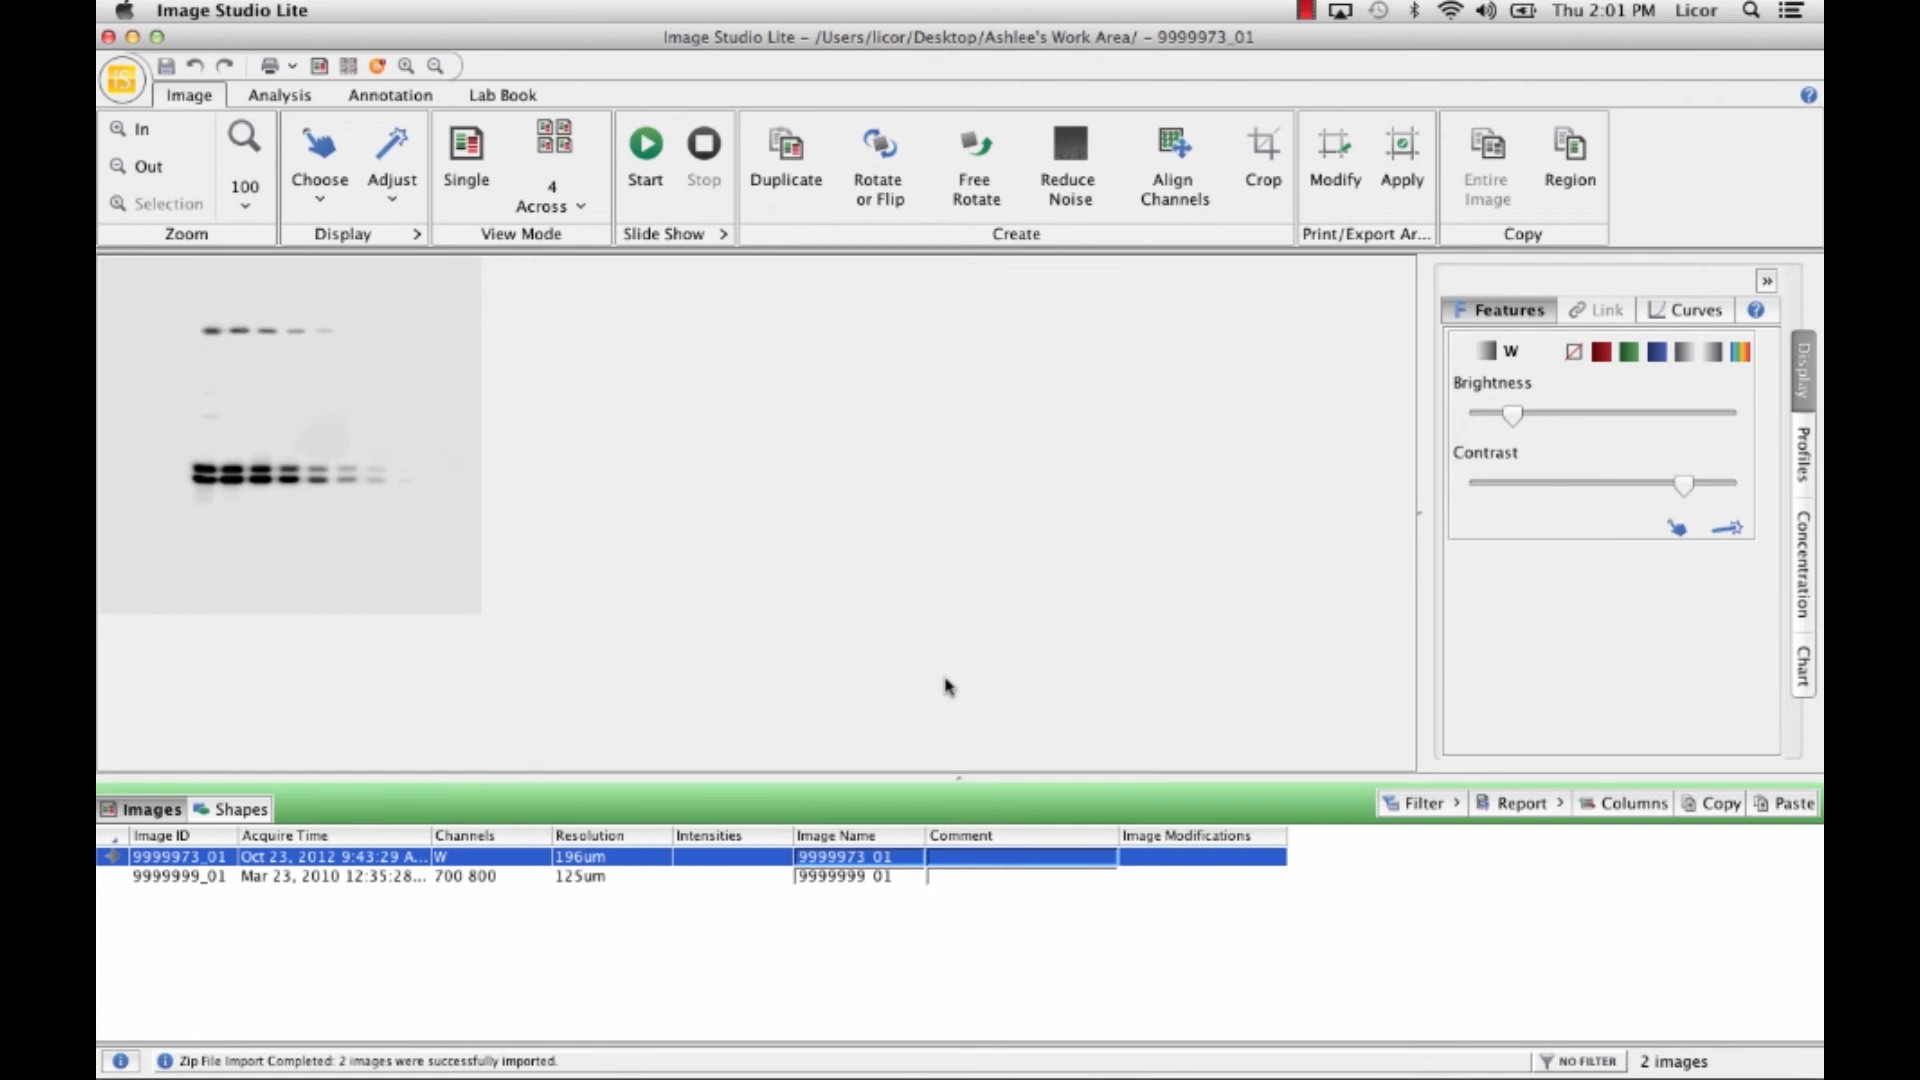 Image Studio Lite
Thu 2:01 PM Licor
Image Studio Lite – /Users/licor/Desktop/Ashlee's Work Area/ – 9999973_01
iS
Image Analysis Annotation Lab Book
In
Out
Selection
100
Zoom
Choose
Adjust
Display >
Single
4
Across
View Mode
Start
Stop
Slide Show >
Duplicate
Rotate
or Flip
Free
Rotate
Reduce
Noise
Align
Channels
Crop
Create
Modify
Apply
Print/Export Ar...
Entire
Image
Region
Copy
»
F Features Link Curves
W
Brightness
Contrast
Display
Profiles
Concentration
Chart
Images Shapes
Filter > Report > Columns Copy Paste
Image ID Acquire Time Channels Resolution Intensities Image Name Comment Image Modifications
9999973_01 Oct 23, 2012 9:43:29 A... W 196um 9999973_01
9999999_01 Mar 23, 2010 12:35:28... 700 800 125um 9999999_01
Zip File Import Completed: 2 images were successfully imported.
NO FILTER 2 images